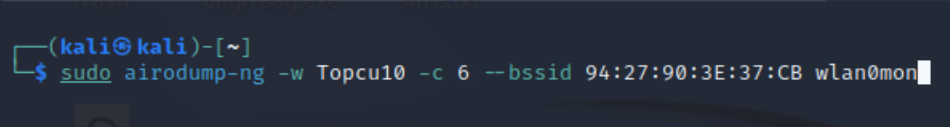 ┌──(kali㉿kali)-[~]
└─$ sudo airodump-ng -w Topcu10 -c 6 --bssid 94:27:90:3E:37:CB wlan0mon